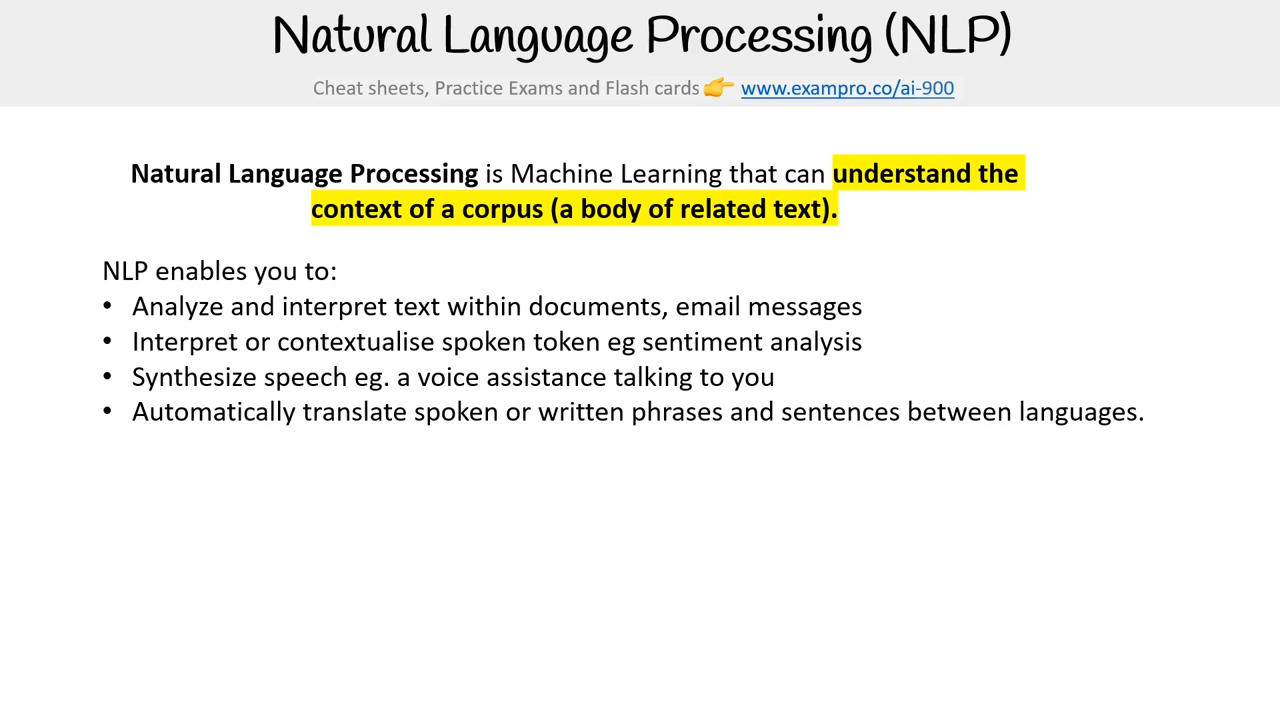 Natural Language Processing (NLP)
Cheat sheets, Practice Exams and Flash cards 👉 www.exampro.co/ai-900
Natural Language Processing is Machine Learning that can understand the
context of a corpus (a body of related text).
NLP enables you to:
• Analyze and interpret text within documents, email messages
• Interpret or contextualise spoken token eg sentiment analysis
• Synthesize speech eg. a voice assistance talking to you
• Automatically translate spoken or written phrases and sentences between languages.